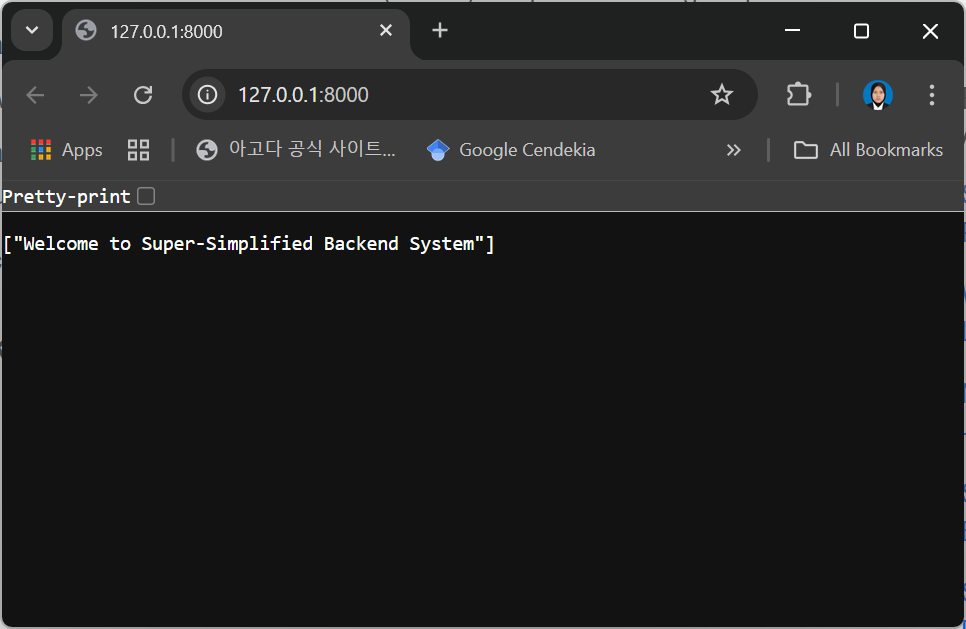 127.0.0.1:8000
127.0.0.1:8000
Apps
아고다 공식 사이트...
Google Cendekia
All Bookmarks
Pretty-print
["Welcome to Super-Simplified Backend System"]